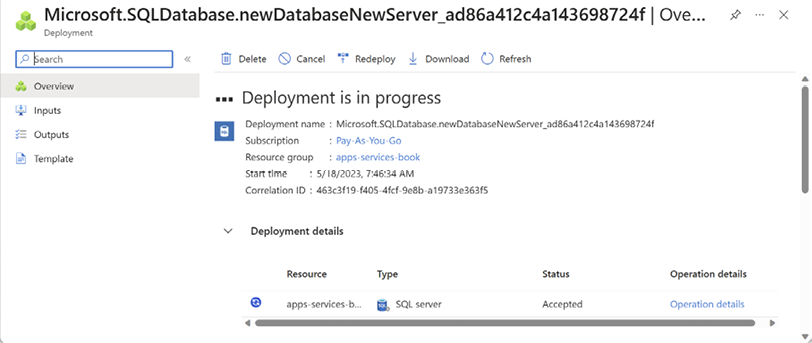 Microsoft.SQLDatabase.newDatabaseNewServer_ad86a412c4a143698724f | Ove...
Deployment
Search
Delete Cancel Redeploy Download Refresh
Overview
Inputs
Outputs
Template
Deployment is in progress
Deployment name : Microsoft.SQLDatabase.newDatabaseNewServer_ad86a412c4a143698724f
Subscription : Pay-As-You-Go
Resource group : apps-services-book
Start time : 5/18/2023, 7:46:34 AM
Correlation ID : 463c3f19-f405-4fcf-9e8b-a19733e363f5
Deployment details
Resource Type Status Operation details
apps-services-b... SQL server Accepted Operation details